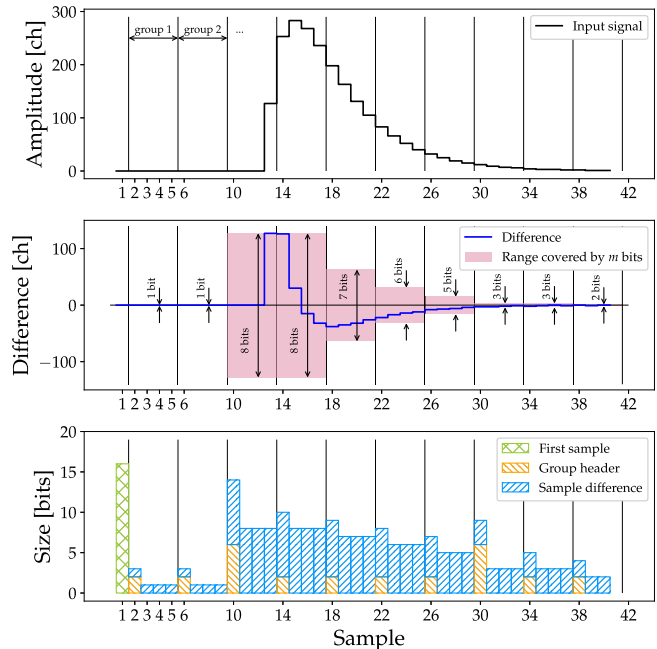 300
200
100
0
Amplitude [ch]
group 1
group 2
...
Input signal
1 2 3 4 5 6 10 14 18 22 26 30 34 38 42
100
0
−100
Difference [ch]
Difference
Range covered by m bits
1 bit
1 bit
8 bits
8 bits
7 bits
6 bits
5 bits
3 bits
3 bits
2 bits
1 2 3 4 5 6 10 14 18 22 26 30 34 38 42
20
15
10
5
0
Size [bits]
First sample
Group header
Sample difference
1 2 3 4 5 6 10 14 18 22 26 30 34 38 42
Sample